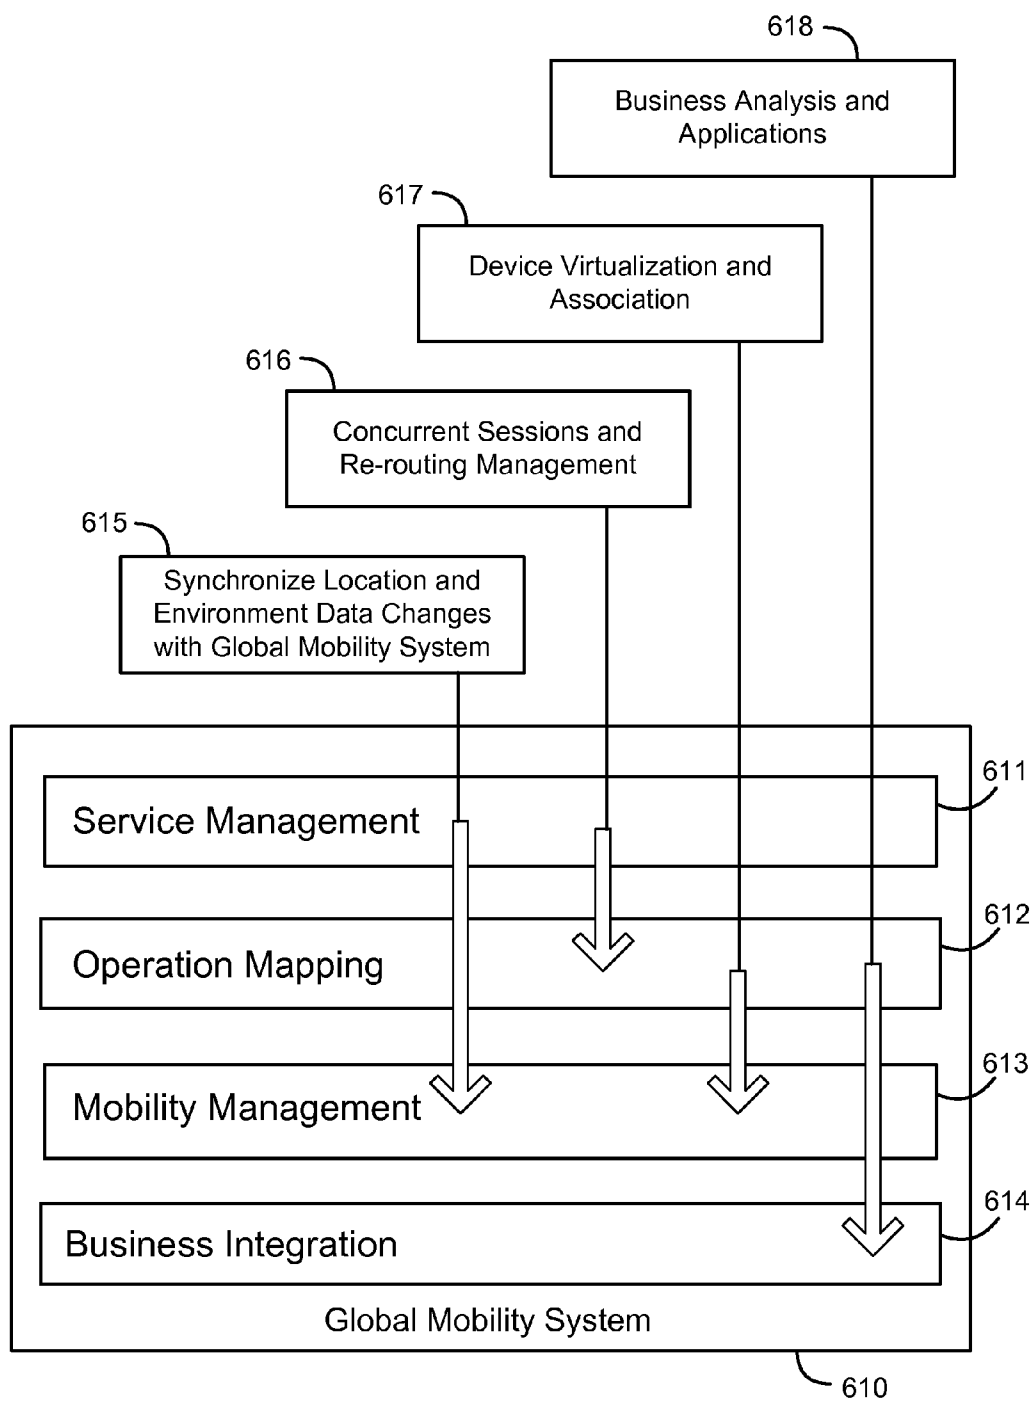 618
Business Analysis and
Applications
617
Device Virtualization and
Association
616
Concurrent Sessions and
Re-routing Management
615
Synchronize Location and
Environment Data Changes
with Global Mobility System
611
Service Management
612
Operation Mapping
613
Mobility Management
614
Business Integration
Global Mobility System
610